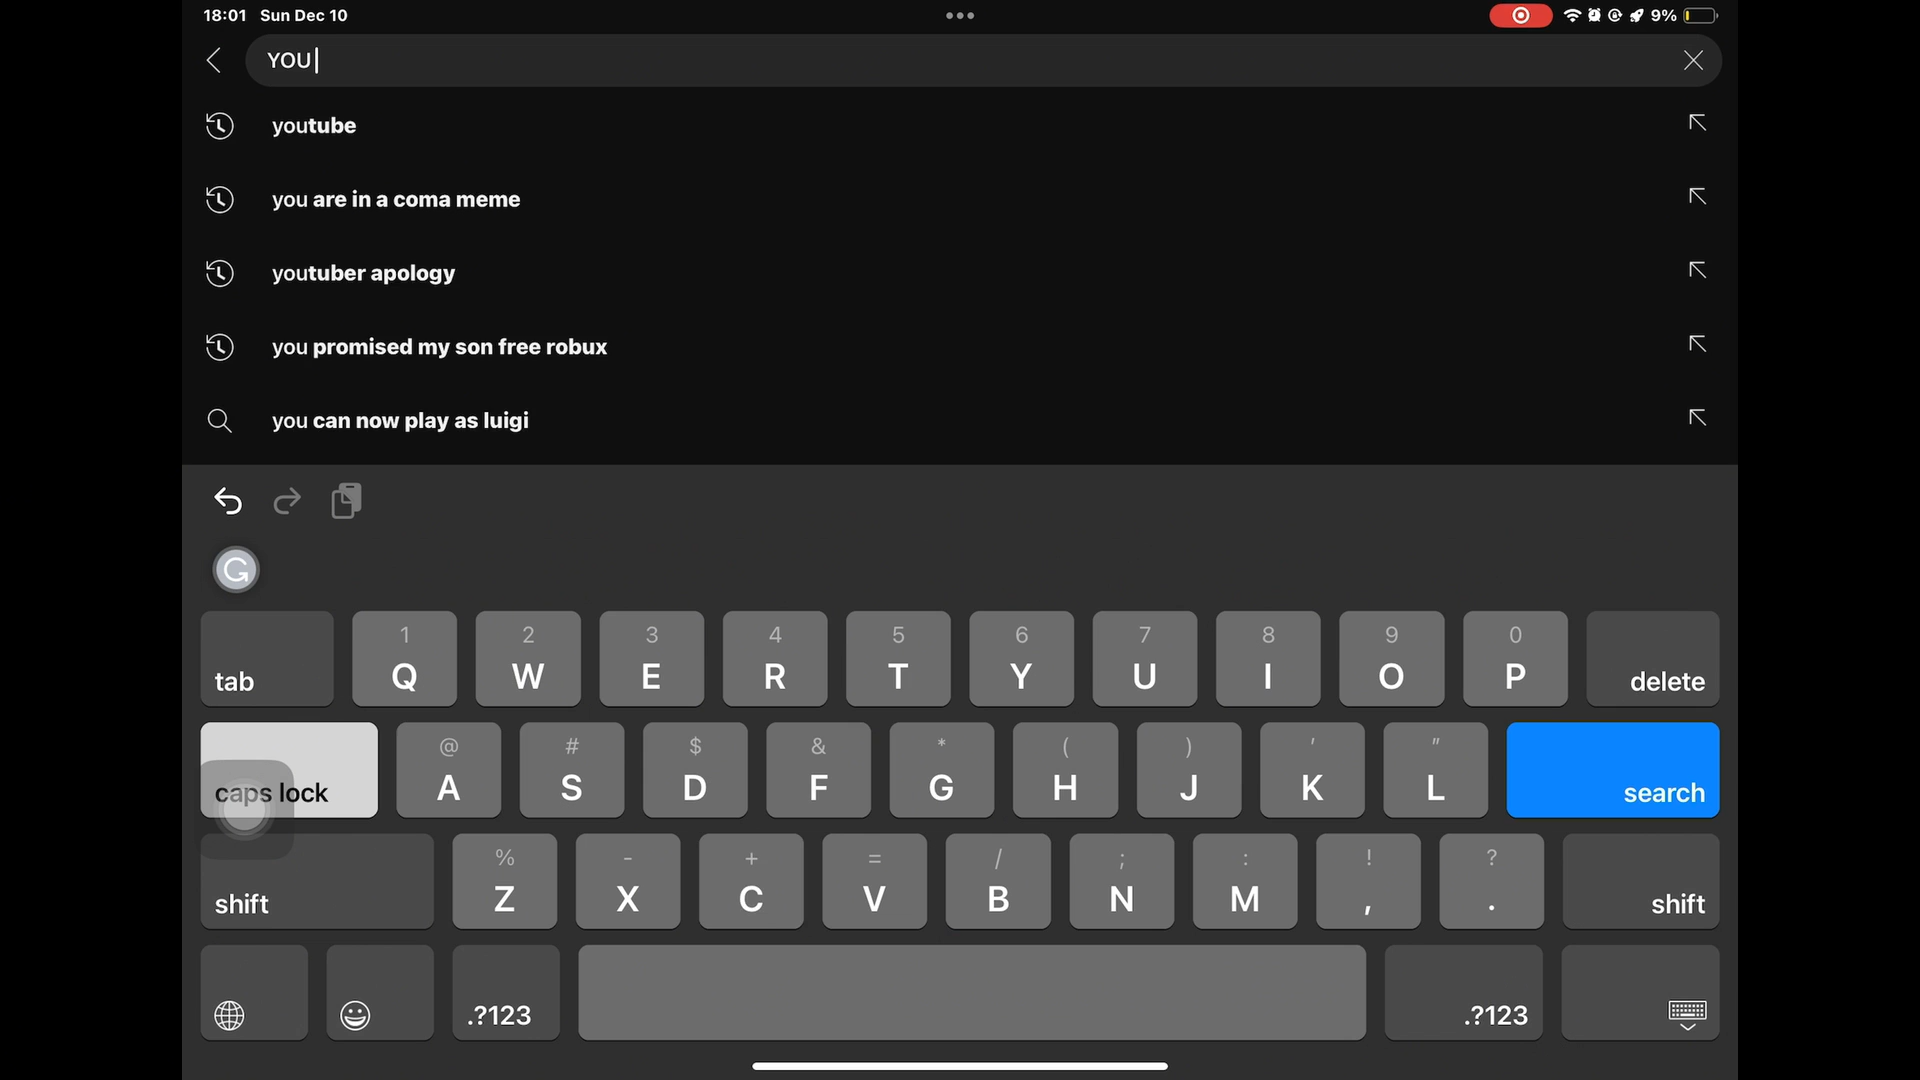 18:01 Sun Dec 10
9%
YOU
youtube
you are in a coma meme
youtuber apology
you promised my son free robux
you can now play as luigi
1 2 3 4 5 6 7 8 9 0
tab Q W E R T Y U I O P delete
@ # $ & * ( ) ' "
caps lock A S D F G H J K L search
% - + = / ; : ! ?
shift Z X C V B N M , . shift
.?123 .?123